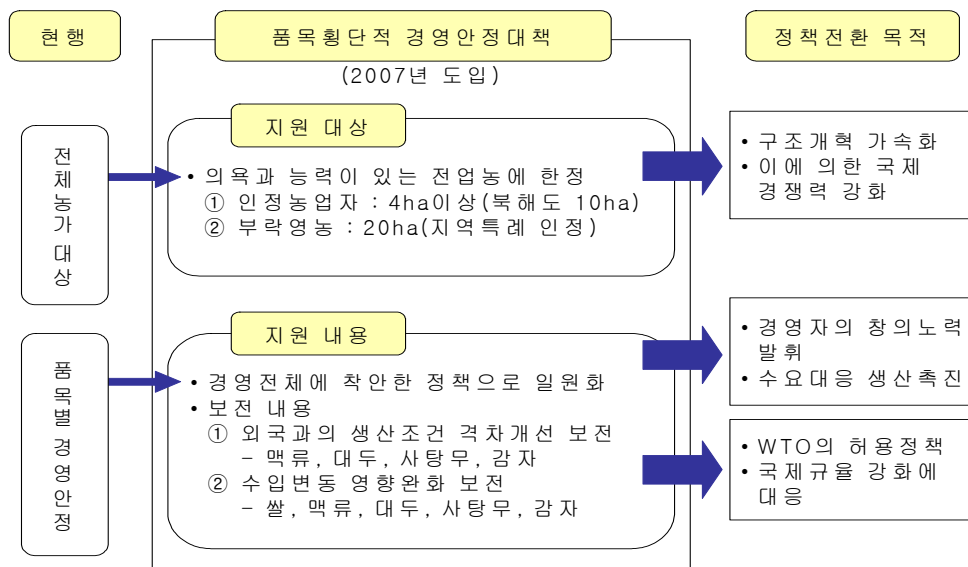 현행
품목횡단적 경영안정대책
(2007년 도입)
정책전환 목적
전체농가 대상
지원 대상
• 의욕과 능력이 있는 전업농에 한정
① 인정농업자 : 4ha이상(북해도 10ha)
② 부락영농 : 20ha(지역특례 인정)
• 구조개혁 가속화
• 이에 의한 국제
경쟁력 강화
품목별 경영안정
지원 내용
• 경영전체에 착안한 정책으로 일원화
• 보전 내용
① 외국과의 생산조건 격차개선 보전
– 맥류, 대두, 사탕무, 감자
② 수입변동 영향완화 보전
– 쌀, 맥류, 대두, 사탕무, 감자
• 경영자의 창의노력
발휘
• 수요대응 생산촉진
• WTO의 허용정책
• 국제규율 강화에
대응